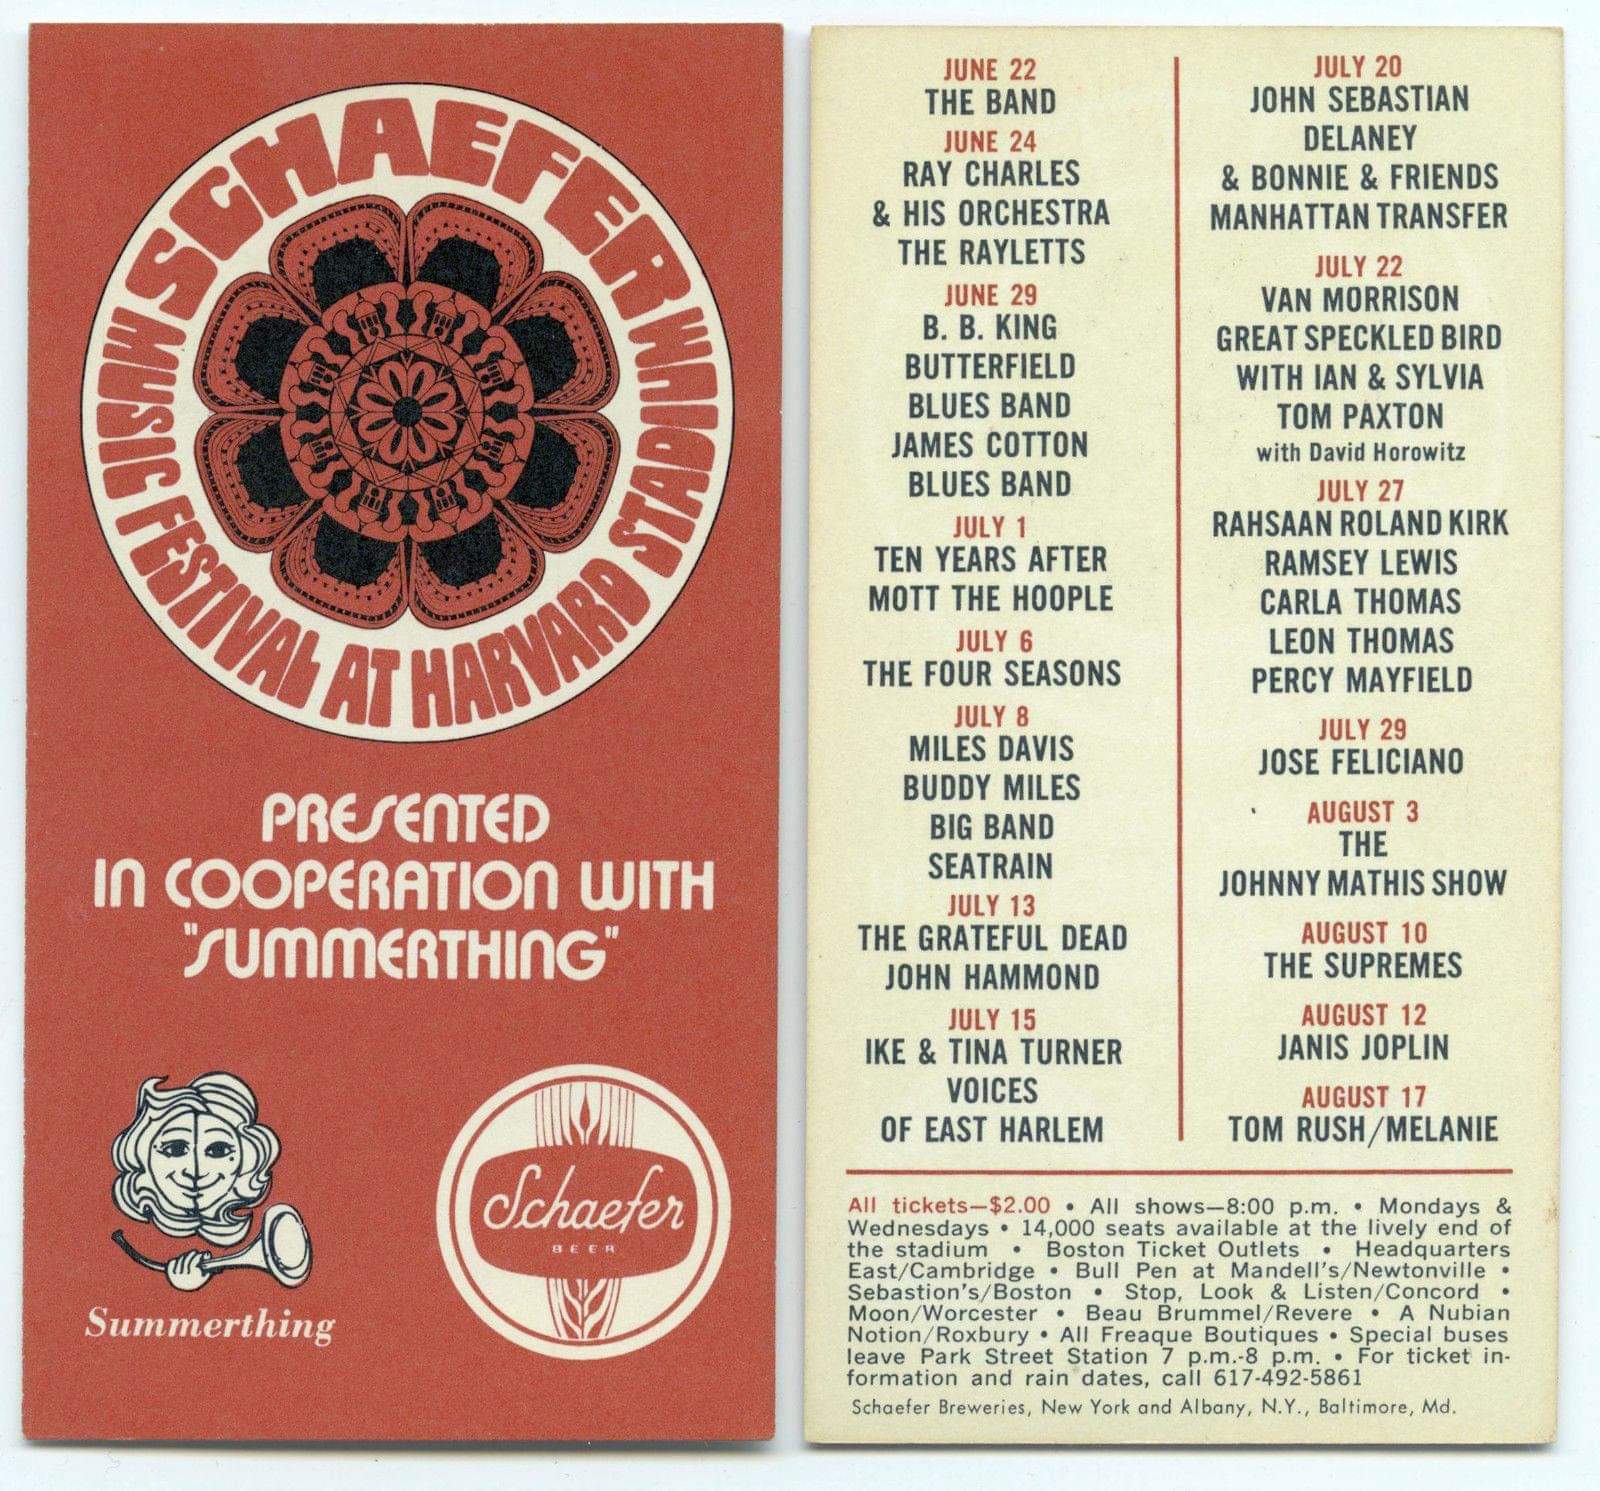 SCHAEFER
MUSIC FESTIVAL AT HARVARD STADIUM
PRESENTED
IN COOPERATION WITH
"SUMMERTHING"
Summerthing
Schaefer
BEER
JUNE 22
THE BAND
JUNE 24
RAY CHARLES
& HIS ORCHESTRA
THE RAYLETTS
JUNE 29
B. B. KING
BUTTERFIELD
BLUES BAND
JAMES COTTON
BLUES BAND
JULY 1
TEN YEARS AFTER
MOTT THE HOOPLE
JULY 6
THE FOUR SEASONS
JULY 8
MILES DAVIS
BUDDY MILES
BIG BAND
SEATRAIN
JULY 13
THE GRATEFUL DEAD
JOHN HAMMOND
JULY 15
IKE & TINA TURNER
VOICES
OF EAST HARLEM
JULY 20
JOHN SEBASTIAN
DELANEY
& BONNIE & FRIENDS
MANHATTAN TRANSFER
JULY 22
VAN MORRISON
GREAT SPECKLED BIRD
WITH IAN & SYLVIA
TOM PAXTON
with David Horowitz
JULY 27
RAHSAAN ROLAND KIRK
RAMSEY LEWIS
CARLA THOMAS
LEON THOMAS
PERCY MAYFIELD
JULY 29
JOSE FELICIANO
AUGUST 3
THE
JOHNNY MATHIS SHOW
AUGUST 10
THE SUPREMES
AUGUST 12
JANIS JOPLIN
AUGUST 17
TOM RUSH/MELANIE
All tickets—$2.00 • All shows—8:00 p.m. • Mondays &
Wednesdays • 14,000 seats available at the lively end of
the stadium • Boston Ticket Outlets • Headquarters
East/Cambridge • Bull Pen at Mandell's/Newtonville •
Sebastian's/Boston • Stop, Look & Listen/Concord •
Moon/Worcester • Beau Brummel/Revere • A Nubian
Notion/Roxbury • All Freaque Boutiques • Special buses
leave Park Street Station 7 p.m.-8 p.m. • For ticket in-
formation and rain dates, call 617-492-5861
Schaefer Breweries, New York and Albany, N.Y., Baltimore, Md.